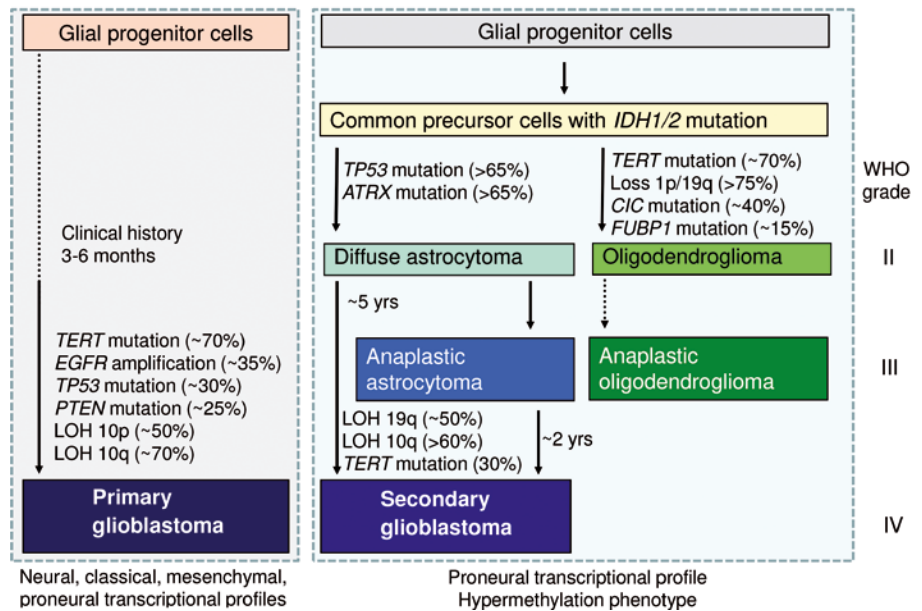 Glial progenitor cells
Clinical history
3-6 months
TERT mutation (~70%)
EGFR amplification (~35%)
TP53 mutation (~30%)
PTEN mutation (~25%)
LOH 10p (~50%)
LOH 10q (~70%)
Primary
glioblastoma
Neural, classical, mesenchymal,
proneural transcriptional profiles
Glial progenitor cells
Common precursor cells with IDH1/2 mutation
TP53 mutation (>65%)
ATRX mutation (>65%)
TERT mutation (~70%)
Loss 1p/19q (>75%)
CIC mutation (~40%)
FUBP1 mutation (~15%)
Diffuse astrocytoma
Oligodendroglioma
~5 yrs
Anaplastic
astrocytoma
Anaplastic
oligodendroglioma
LOH 19q (~50%)
LOH 10q (>60%)
TERT mutation (30%)
~2 yrs
Secondary
glioblastoma
Proneural transcriptional profile
Hypermethylation phenotype
WHO
grade
II
III
IV